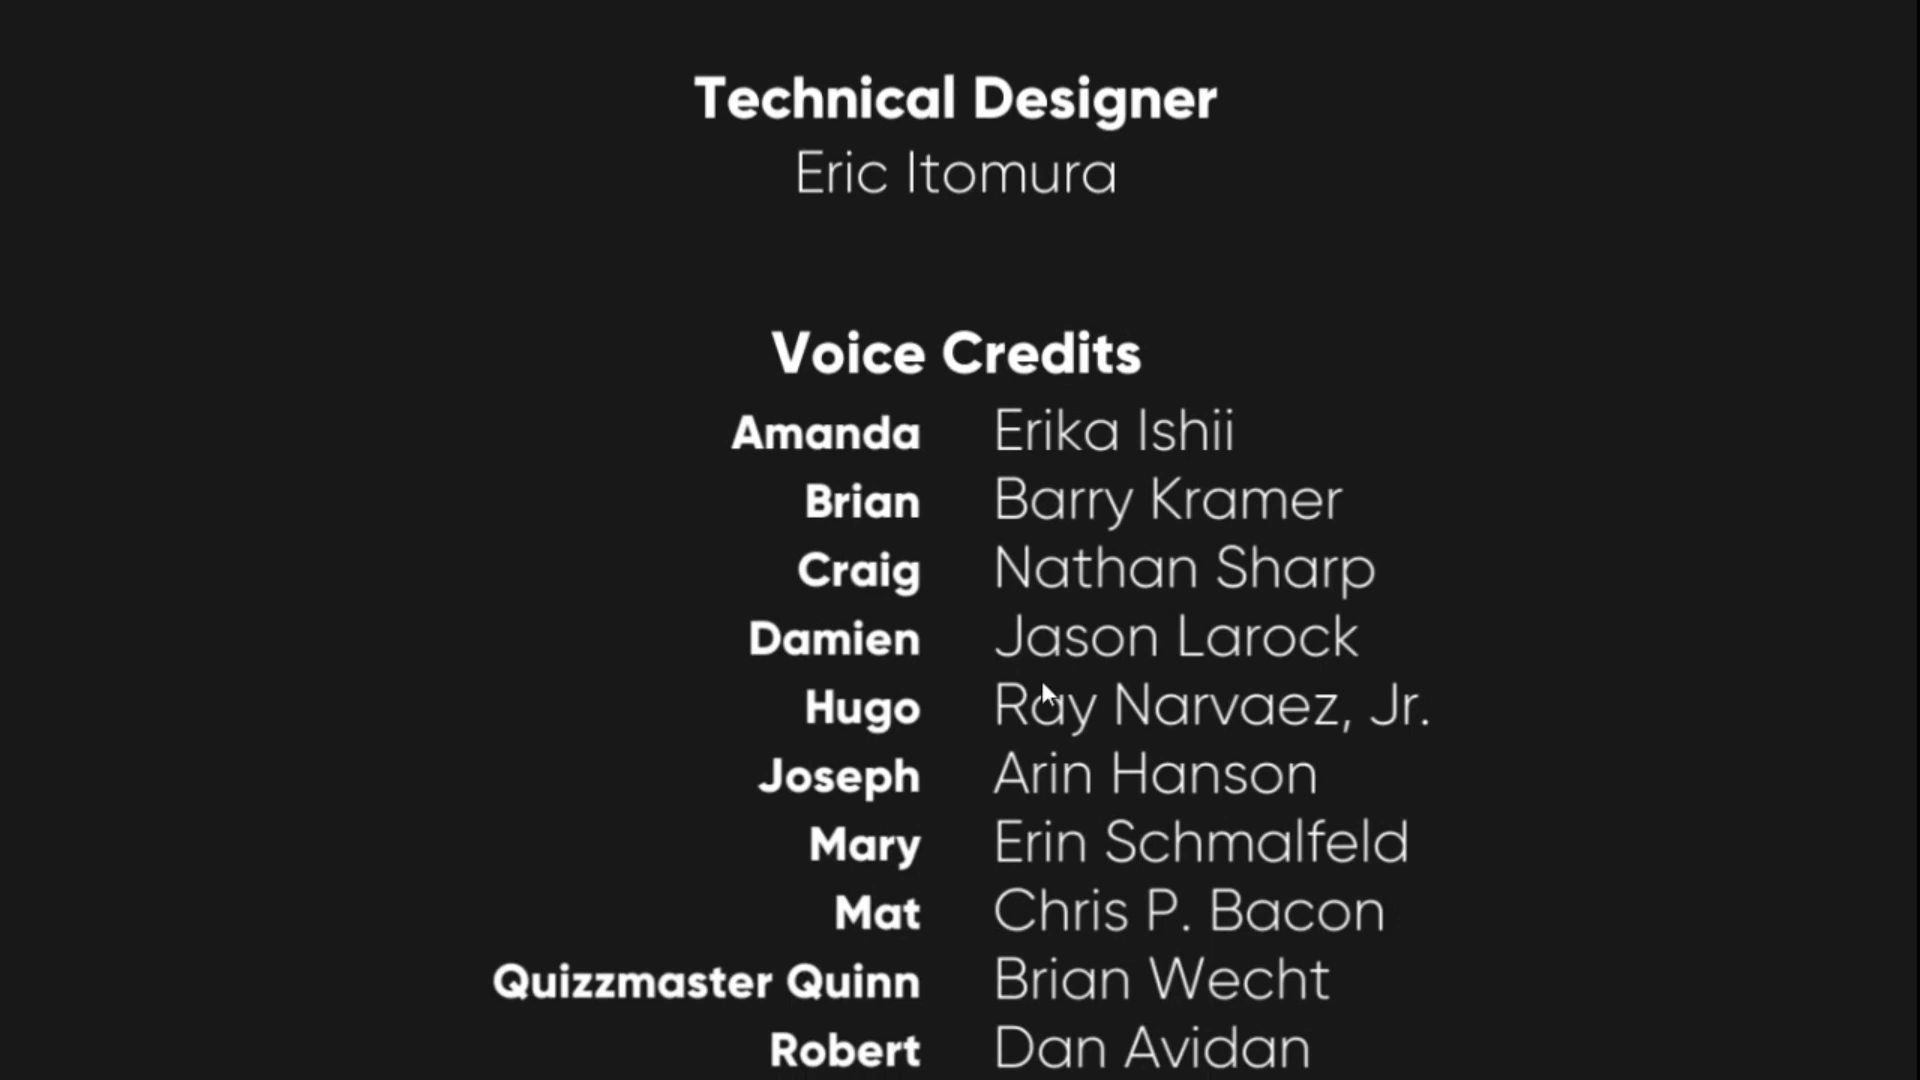 Technical Designer
Eric Itomura
Voice Credits
Amanda Erika Ishii
Brian Barry Kramer
Craig Nathan Sharp
Damien Jason Larock
Hugo Ray Narvaez, Jr.
Joseph Arin Hanson
Mary Erin Schmalfeld
Mat Chris P. Bacon
Quizzmaster Quinn Brian Wecht
Robert Dan Avidan